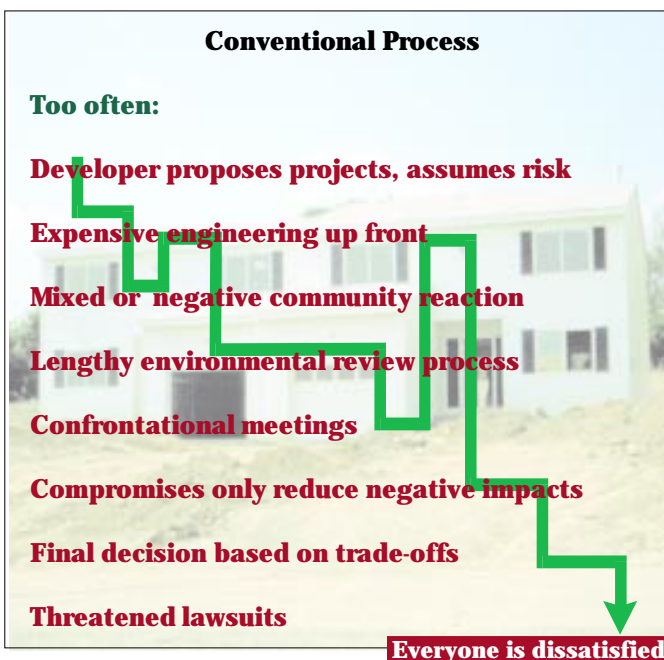 Conventional Process
Too often:
Developer proposes projects, assumes risk
Expensive engineering up front
Mixed or negative community reaction
Lengthy environmental review process
Confrontational meetings
Compromises only reduce negative impacts
Final decision based on trade-offs
Threatened lawsuits
Everyone is dissatisfied